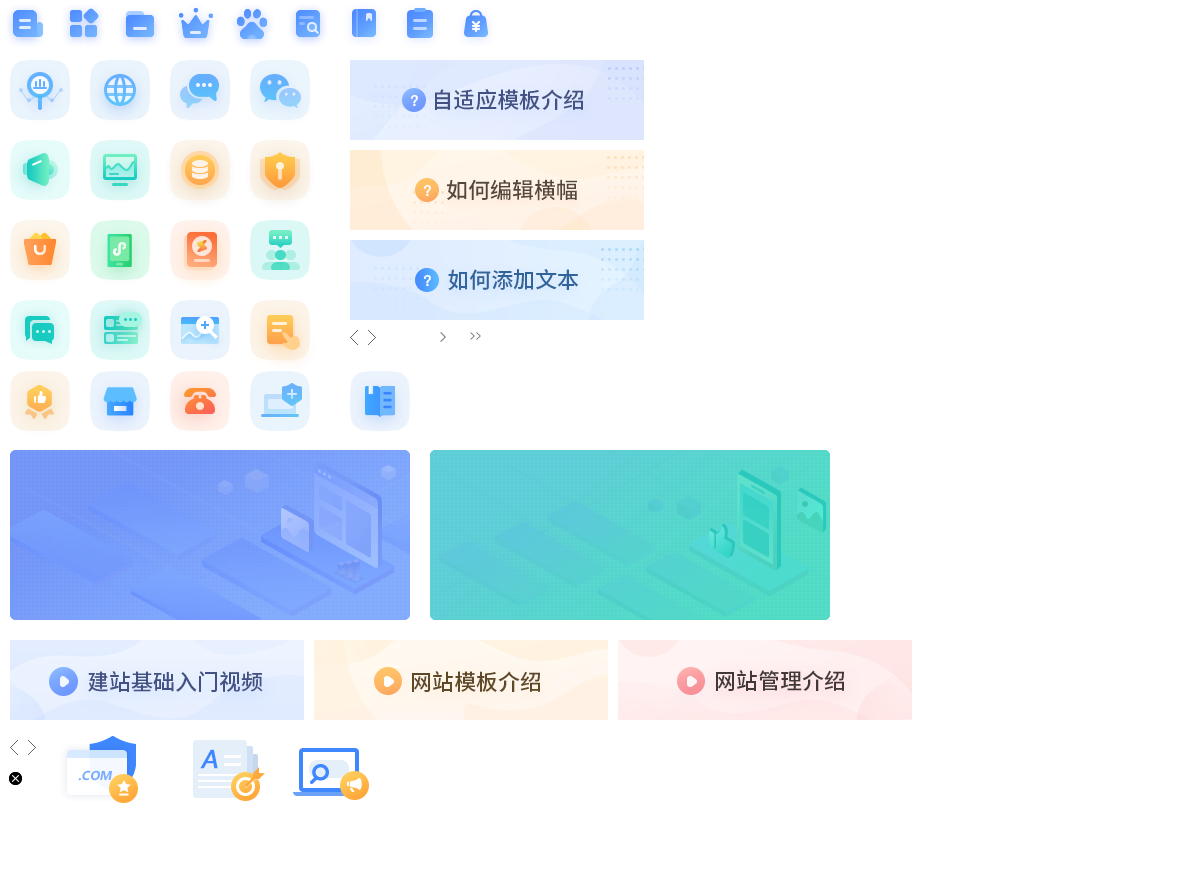 ? 自适应模板介绍
? 如何编辑横幅
? 如何添加文本
建站基础入门视频
网站模板介绍
网站管理介绍
.COM
A